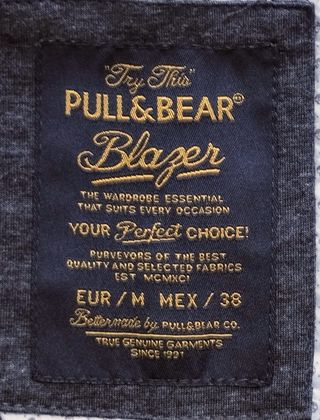 "Try This"
PULL&BEAR®
Blazer
THE WARDROBE ESSENTIAL
THAT SUITS EVERY OCCASION
YOUR Perfect CHOICE!
PURVEYORS OF THE BEST
QUALITY AND SELECTED FABRICS
EST MCMXCI
EUR / M MEX / 38
Bettermade by PULL&BEAR CO.
TRUE GENUINE GARMENTS
SINCE 1991